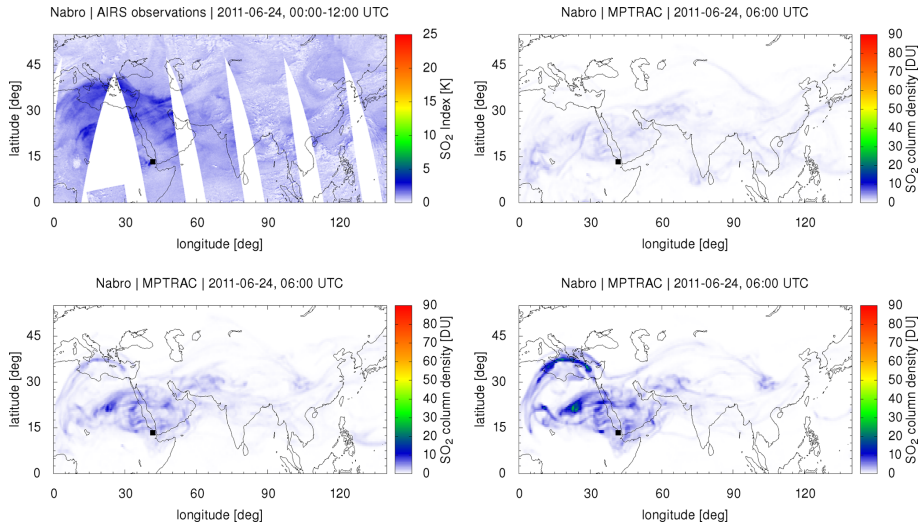 Nabro | AIRS observations | 2011-06-24, 00:00-12:00 UTC
latitude [deg]
45
30
15
0
0 30 60 90 120
longitude [deg]
25
20
15
10
5
0
SO2 Index [K]
Nabro | MPTRAC | 2011-06-24, 06:00 UTC
latitude [deg]
45
30
15
0
0 30 60 90 120
longitude [deg]
90
80
70
60
50
40
30
20
10
0
SO2 column density [DU]
Nabro | MPTRAC | 2011-06-24, 06:00 UTC
latitude [deg]
45
30
15
0
0 30 60 90 120
longitude [deg]
90
80
70
60
50
40
30
20
10
0
SO2 column density [DU]
Nabro | MPTRAC | 2011-06-24, 06:00 UTC
latitude [deg]
45
30
15
0
0 30 60 90 120
longitude [deg]
90
80
70
60
50
40
30
20
10
0
SO2 column density [DU]